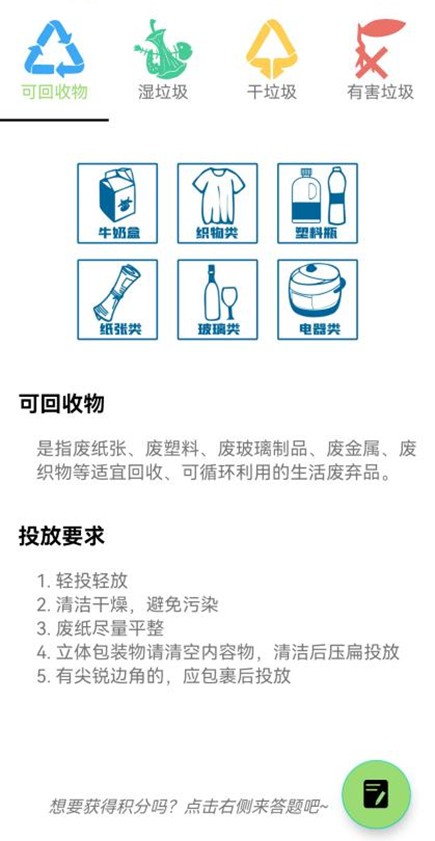 可回收物 湿垃圾 干垃圾 有害垃圾
牛奶盒 织物类 塑料瓶
纸张类 玻璃类 电器类
可回收物
是指废纸张、废塑料、废玻璃制品、废金属、废
织物等适宜回收、可循环利用的生活废弃品。
投放要求
1. 轻投轻放
2. 清洁干燥，避免污染
3. 废纸尽量平整
4. 立体包装物请清空内容物，清洁后压扁投放
5. 有尖锐边角的，应包裹后投放
想要获得积分吗？点击右侧来答题吧~